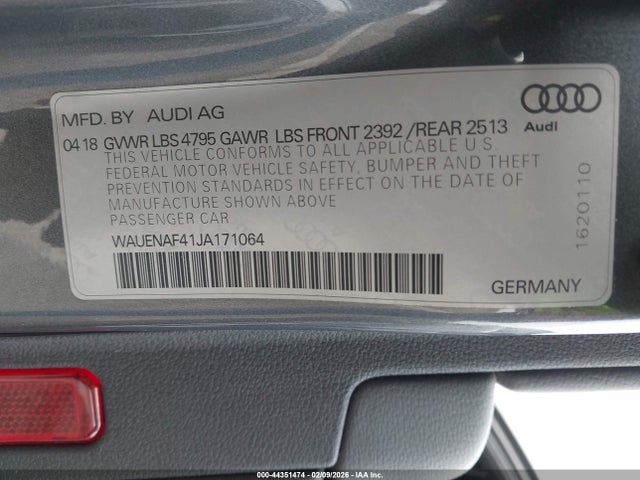 MFD. BY AUDI AG
Audi
04 18 GVWR LBS 4795 GAWR LBS FRONT 2392 /REAR 2513
THIS VEHICLE CONFORMS TO ALL APPLICABLE U.S.
FEDERAL MOTOR VEHICLE SAFETY, BUMPER AND THEFT
PREVENTION STANDARDS IN EFFECT ON THE DATE OF
MANUFACTURE SHOWN ABOVE
PASSENGER CAR
WAUENAF41JA171064
1620110
GERMANY
000-44351474 - 02/09/2026 - IAA Inc.